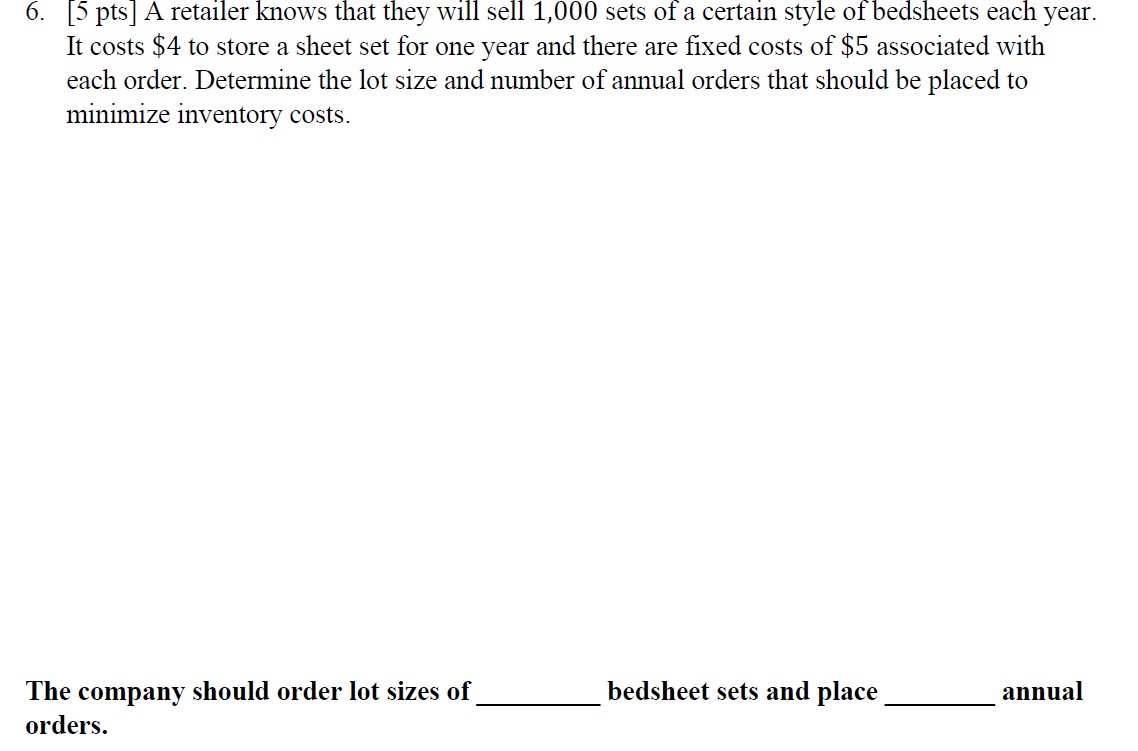 6. [5 pts] A retailer knows that they will sell 1,000 sets of a certain style of bedsheets each year.
It costs $4 to store a sheet set for one year and there are fixed costs of $5 associated with
each order. Determine the lot size and number of annual orders that should be placed to
minimize inventory costs.
The company should order lot sizes of _________ bedsheet sets and place ________ annual
orders.